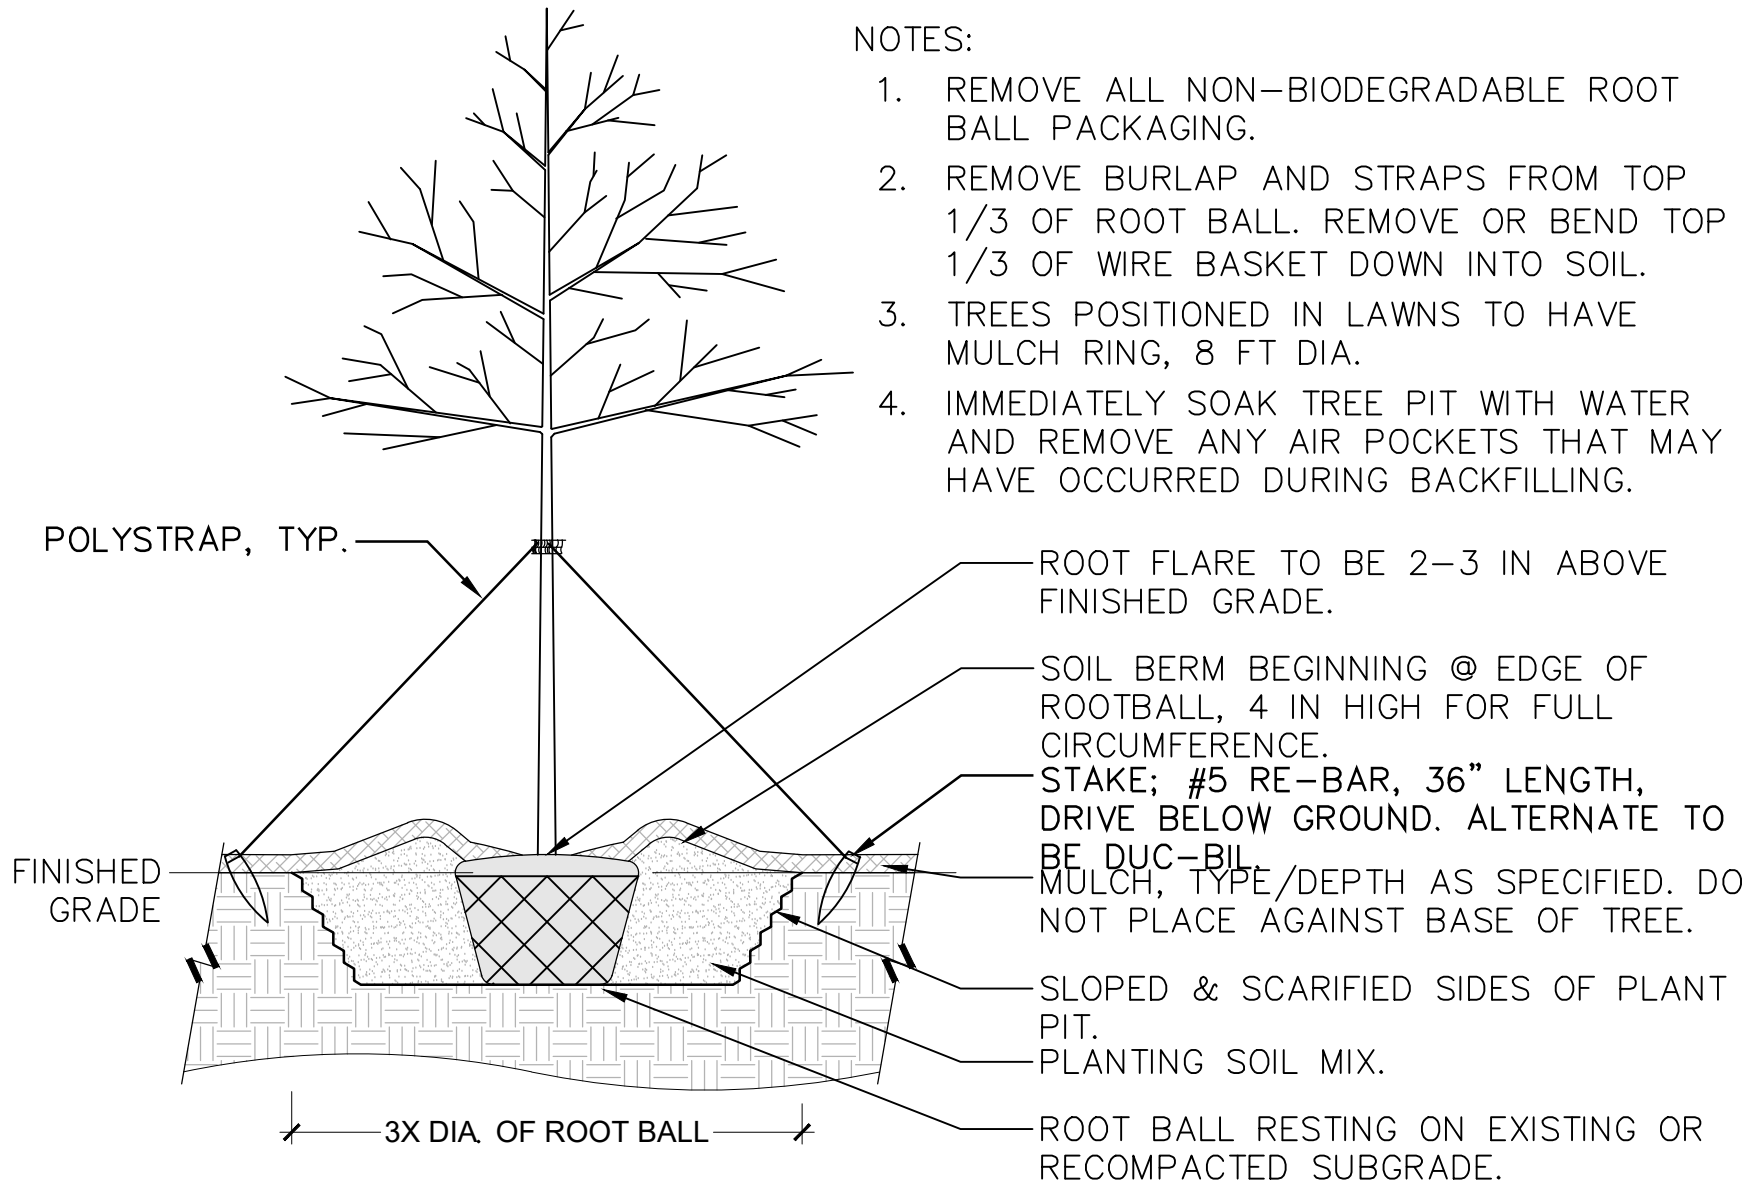 NOTES:
1. REMOVE ALL NON-BIODEGRADABLE ROOT
BALL PACKAGING.
2. REMOVE BURLAP AND STRAPS FROM TOP
1/3 OF ROOT BALL. REMOVE OR BEND TOP
1/3 OF WIRE BASKET DOWN INTO SOIL.
3. TREES POSITIONED IN LAWNS TO HAVE
MULCH RING, 8 FT DIA.
4. IMMEDIATELY SOAK TREE PIT WITH WATER
AND REMOVE ANY AIR POCKETS THAT MAY
HAVE OCCURRED DURING BACKFILLING.
POLYSTRAP, TYP.
ROOT FLARE TO BE 2-3 IN ABOVE
FINISHED GRADE.
SOIL BERM BEGINNING @ EDGE OF
ROOTBALL, 4 IN HIGH FOR FULL
CIRCUMFERENCE.
STAKE; #5 RE-BAR, 36" LENGTH,
DRIVE BELOW GROUND. ALTERNATE TO
BE DUC-BIL.
FINISHED
GRADE
MULCH, TYPE/DEPTH AS SPECIFIED. DO
NOT PLACE AGAINST BASE OF TREE.
SLOPED & SCARIFIED SIDES OF PLANT
PIT.
PLANTING SOIL MIX.
3X DIA. OF ROOT BALL
ROOT BALL RESTING ON EXISTING OR
RECOMPACTED SUBGRADE.